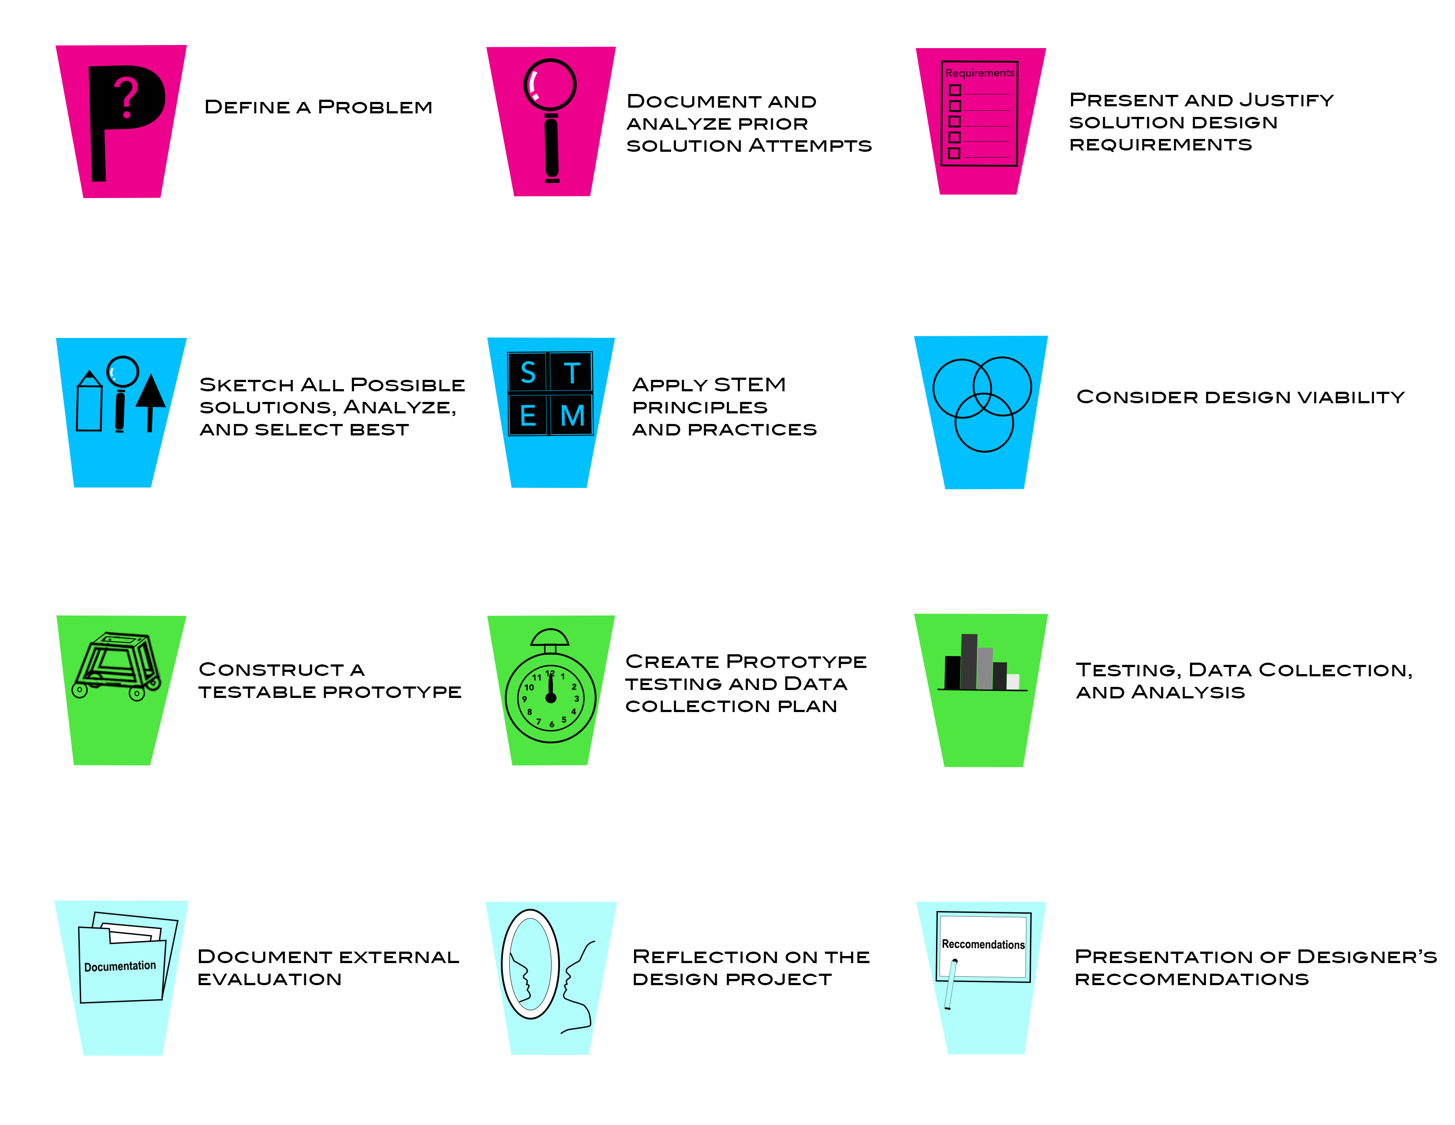 ?
P
Define a Problem
Document and
analyze prior
solution Attempts
Requirements
Present and Justify
solution design
requirements
Sketch All Possible
solutions, Analyze,
and select best
S T
E M
Apply STEM
principles
and practices
Consider design viability
Construct a
testable prototype
12
11 1
10 2
9 3
8 4
7 5
6
Create Prototype
testing and Data
collection plan
Testing, Data Collection,
and Analysis
Documentation
Document external
evaluation
Reflection on the
design project
Reccomendations
Presentation of Designer's
reccomendations